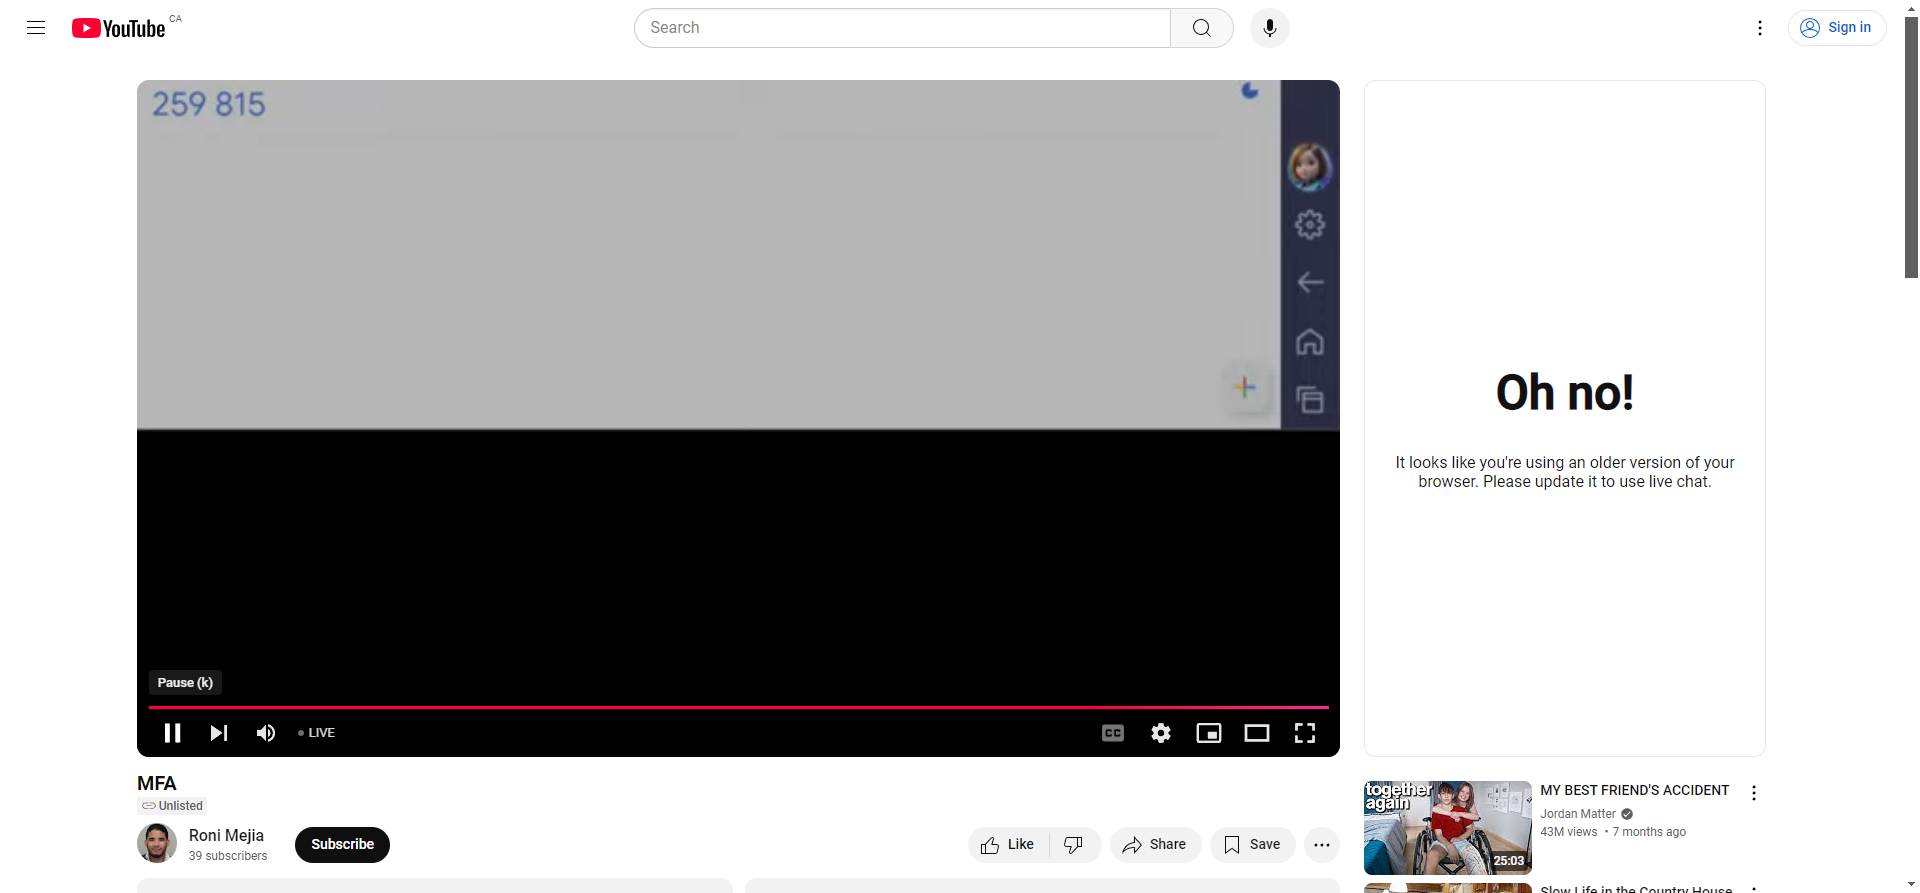 YouTube CA
Search
Sign in
259 815
Oh no!
It looks like you're using an older version of your
browser. Please update it to use live chat.
Pause (k)
LIVE
CC
MFA
Unlisted
Roni Mejia
39 subscribers
Subscribe
Like
Share
Save
together
again
25:03
MY BEST FRIEND'S ACCIDENT
Jordan Matter
43M views • 7 months ago
Slow Life in the Country House